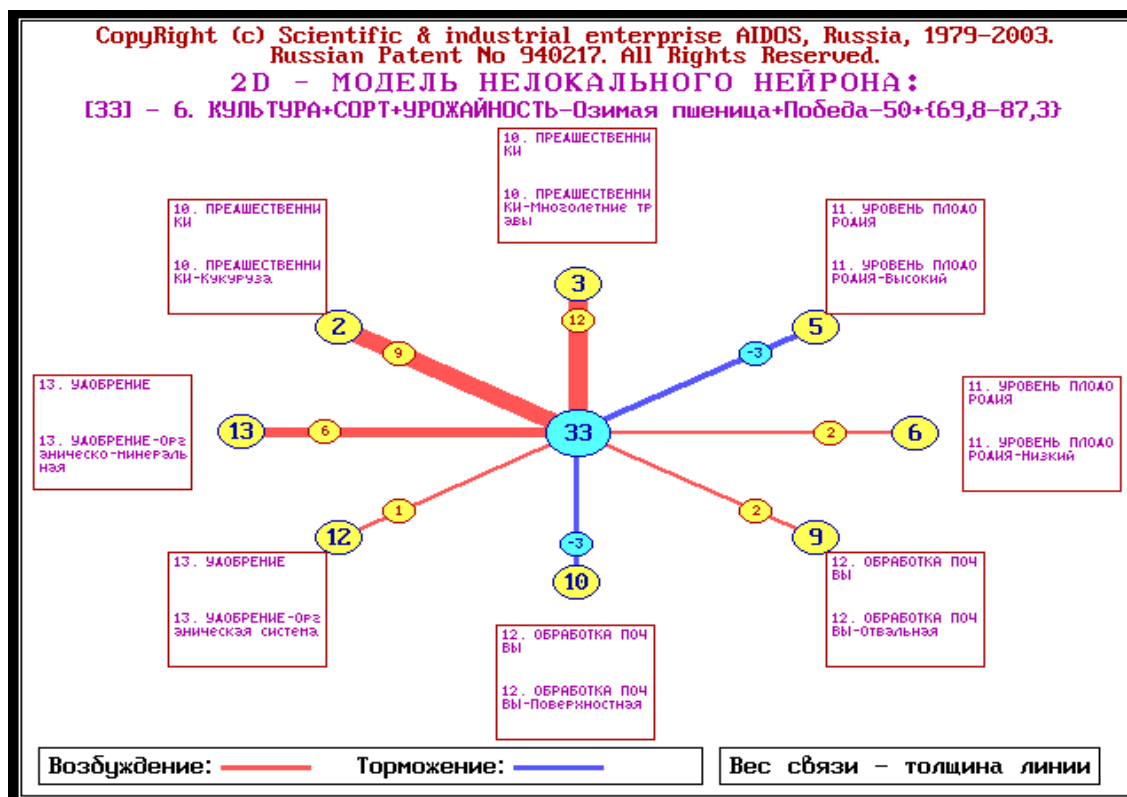 CopyRight (c) Scientific & industrial enterprise AIDOS, Russia, 1979-2003.
Russian Patent No 940217. All Rights Reserved.
2D - МОДЕЛЬ НЕЛОКАЛЬНОГО НЕЙРОНА:
[33] - 6. КУЛЬТУРА+СОРТ+УРОЖАЙНОСТЬ-Озимая пшеница+Победа-50+{69,8-87,3}
10. ПРЕДШЕСТВЕННИ
КИ
10. ПРЕДШЕСТВЕННИ
КИ-Многолетние тр
авы
10. ПРЕДШЕСТВЕННИ
КИ
10. ПРЕДШЕСТВЕННИ
КИ-Кукуруза
11. УРОВЕНЬ ПЛОДО
РОДИЯ
11. УРОВЕНЬ ПЛОДО
РОДИЯ-Высокий
3
12
2
9
5
-3
13. УДОБРЕНИЕ
13. УДОБРЕНИЕ-Орг
аническо-минераль
ная
13
6
33
2
6
11. УРОВЕНЬ ПЛОДО
РОДИЯ
11. УРОВЕНЬ ПЛОДО
РОДИЯ-Низкий
1
12
-3
10
2
9
13. УДОБРЕНИЕ
13. УДОБРЕНИЕ-Орг
аническая система
12. ОБРАБОТКА ПОЧ
ВЫ
12. ОБРАБОТКА ПОЧ
ВЫ-Отвальная
12. ОБРАБОТКА ПОЧ
ВЫ
12. ОБРАБОТКА ПОЧ
ВЫ-Поверхностная
Возбуждение:
Торможение:
Вес связи - толщина линии